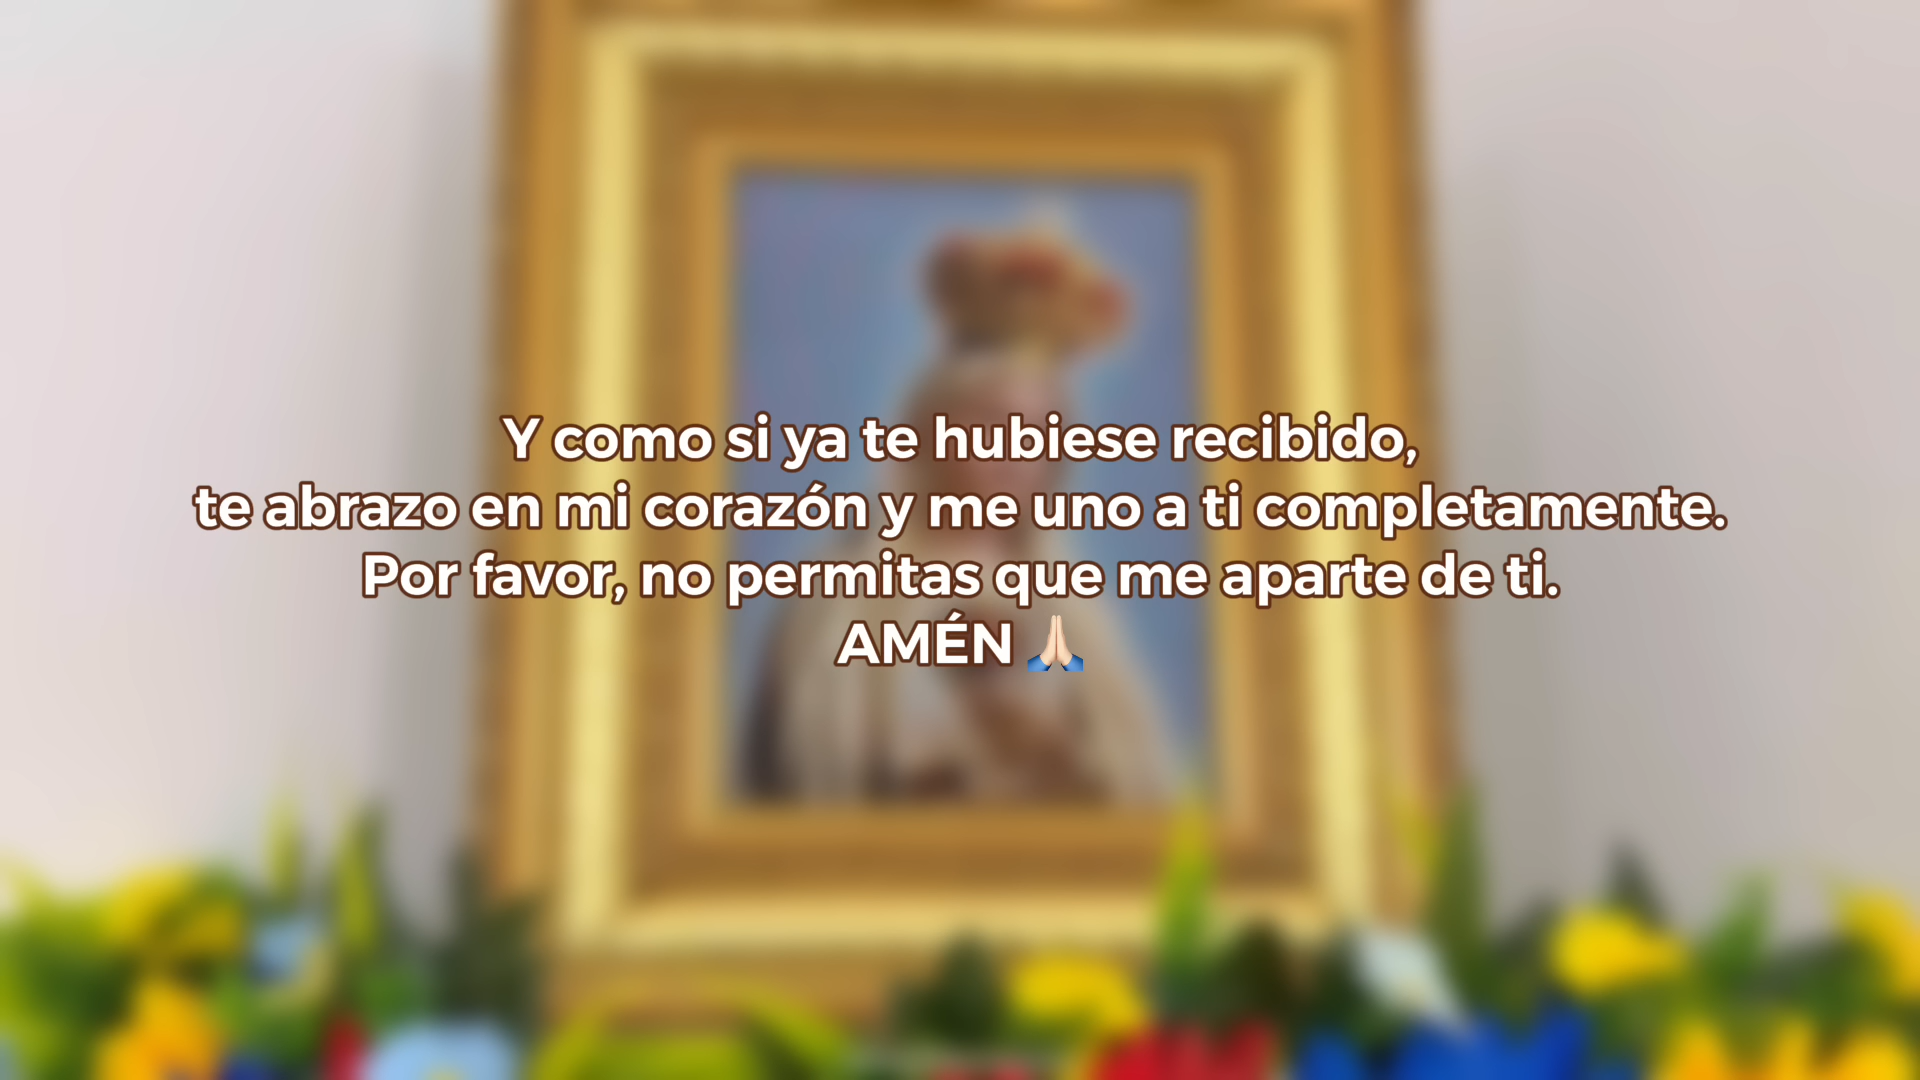 Y como si ya te hubiese recibido,
te abrazo en mi corazón y me uno a ti completamente.
Por favor, no permitas que me aparte de ti.
AMÉN 🙏🏻